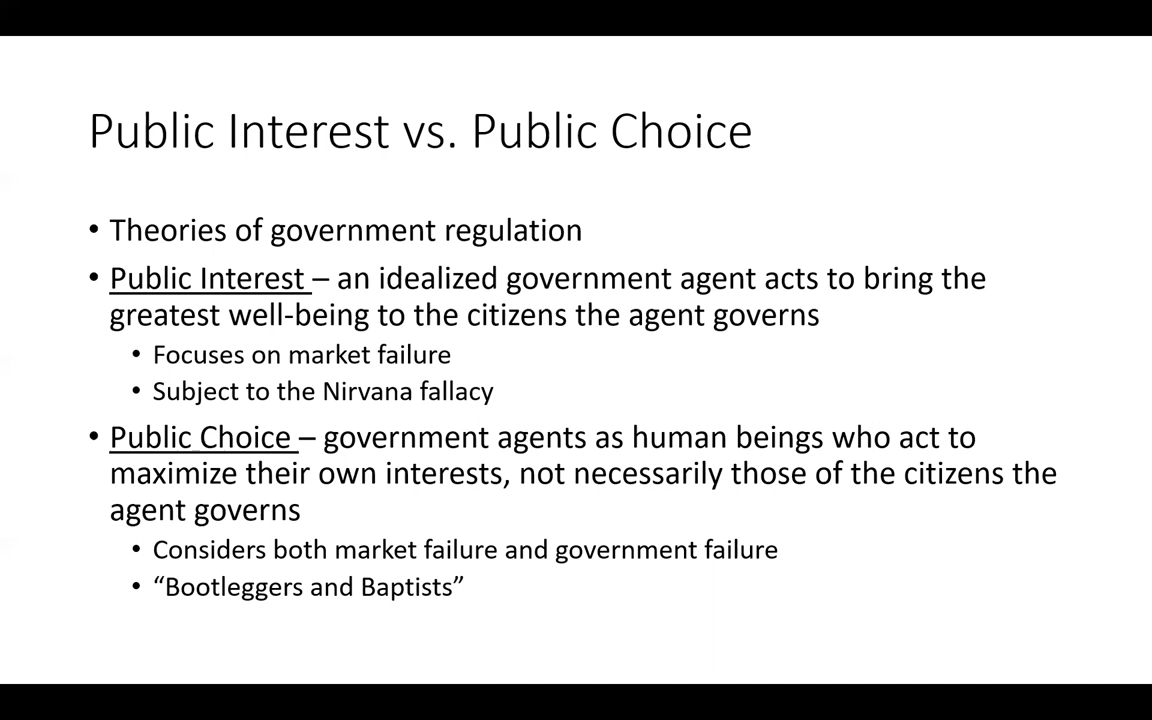 Public Interest vs. Public Choice
• Theories of government regulation
• Public Interest – an idealized government agent acts to bring the
greatest well-being to the citizens the agent governs
• Focuses on market failure
• Subject to the Nirvana fallacy
• Public Choice – government agents as human beings who act to
maximize their own interests, not necessarily those of the citizens the
agent governs
• Considers both market failure and government failure
• “Bootleggers and Baptists”